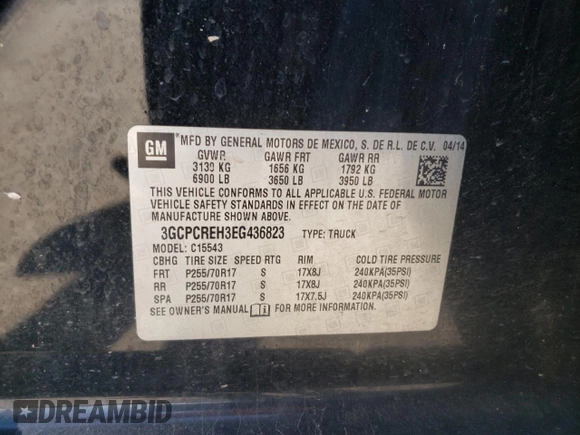 GM
*MFD BY GENERAL MOTORS DE MEXICO, S. DE R.L. DE C.V. 04/14
GVWR GAWR FRT GAWR RR
3130 KG 1656 KG 1792 KG
6900 LB 3650 LB 3950 LB
THIS VEHICLE CONFORMS TO ALL APPLICABLE U.S. FEDERAL MOTOR
VEHICLE SAFETY STANDARDS IN EFFECT ON THE DATE OF
MANUFACTURE SHOWN ABOVE.
3GCPCREH3EG436823 TYPE: TRUCK
MODEL: C15543
CBHG TIRE SIZE SPEED RTG RIM COLD TIRE PRESSURE
FRT P255/70R17 S 17X8J 240KPA(35PSI)
RR P255/70R17 S 17X8J 240KPA(35PSI)
SPA P255/70R17 S 17X7.5J 240KPA(35PSI)
SEE OWNER'S MANUAL FOR MORE INFORMATION.
DREAMBID